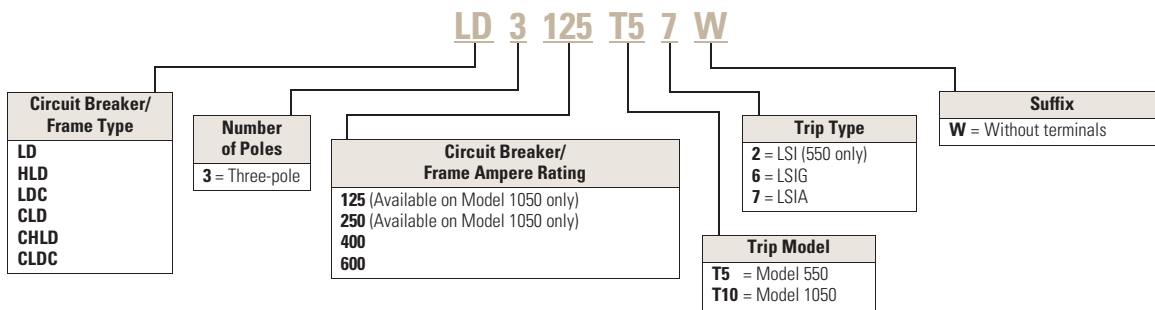 LD 3 125 T5 7 W
Circuit Breaker/
Frame Type
LD
HLD
LDC
CLD
CHLD
CLDC
Number
of Poles
3 = Three-pole
Circuit Breaker/
Frame Ampere Rating
125 (Available on Model 1050 only)
250 (Available on Model 1050 only)
400
600
Trip Model
T5 = Model 550
T10 = Model 1050
Trip Type
2 = LSI (550 only)
6 = LSIG
7 = LSIA
Suffix
W = Without terminals